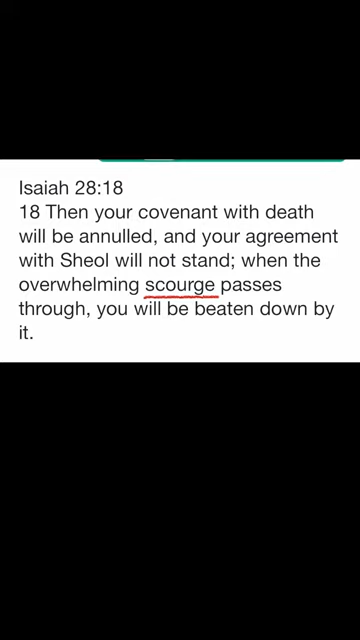 Isaiah 28:18
18 Then your covenant with death
will be annulled, and your agreement
with Sheol will not stand; when the
overwhelming scourge passes
through, you will be beaten down by
it.